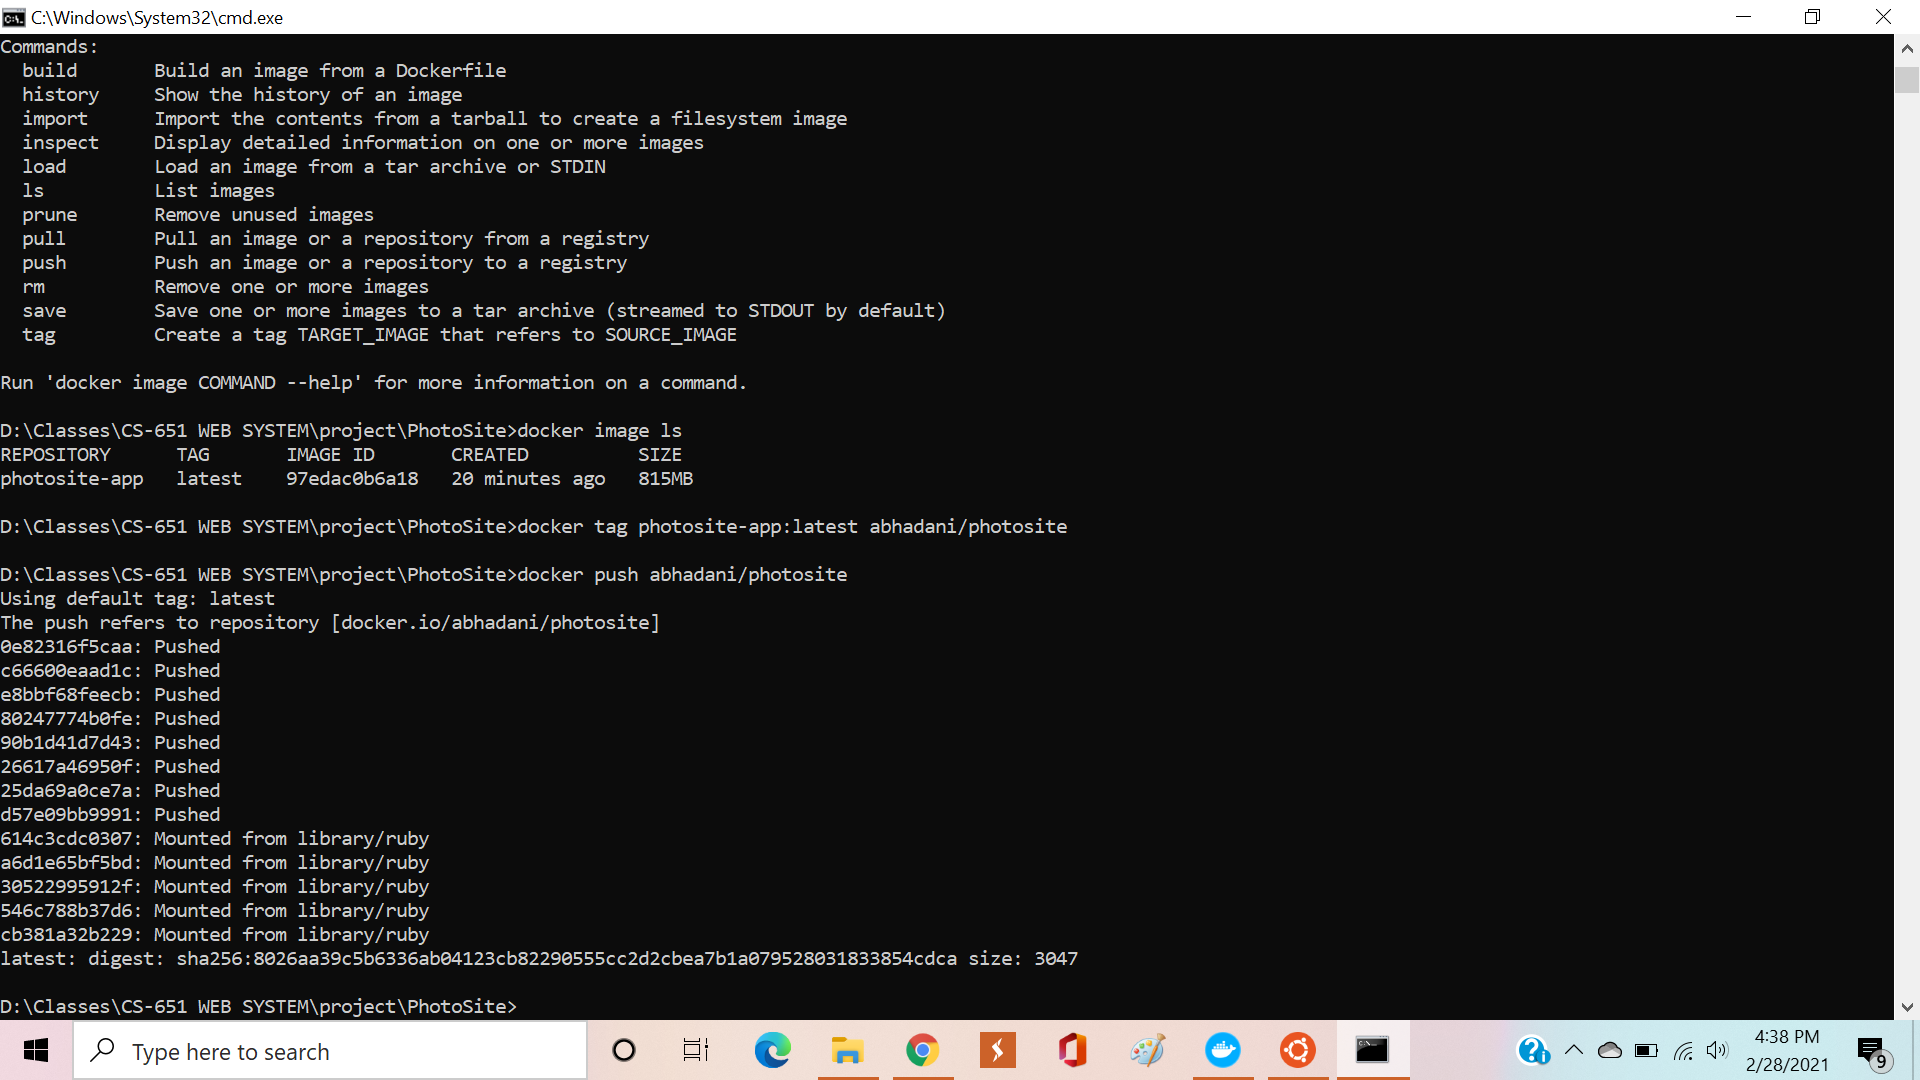 C:\Windows\System32\cmd.exe
Commands:
  build       Build an image from a Dockerfile
  history     Show the history of an image
  import      Import the contents from a tarball to create a filesystem image
  inspect     Display detailed information on one or more images
  load        Load an image from a tar archive or STDIN
  ls          List images
  prune       Remove unused images
  pull        Pull an image or a repository from a registry
  push        Push an image or a repository to a registry
  rm          Remove one or more images
  save        Save one or more images to a tar archive (streamed to STDOUT by default)
  tag         Create a tag TARGET_IMAGE that refers to SOURCE_IMAGE
Run 'docker image COMMAND --help' for more information on a command.
D:\Classes\CS-651 WEB SYSTEM\project\PhotoSite>docker image ls
REPOSITORY      TAG       IMAGE ID       CREATED          SIZE
photosite-app   latest    97edac0b6a18   20 minutes ago   815MB
D:\Classes\CS-651 WEB SYSTEM\project\PhotoSite>docker tag photosite-app:latest abhadani/photosite
D:\Classes\CS-651 WEB SYSTEM\project\PhotoSite>docker push abhadani/photosite
Using default tag: latest
The push refers to repository [docker.io/abhadani/photosite]
0e82316f5caa: Pushed
c66600eaad1c: Pushed
e8bbf68feecb: Pushed
80247774b0fe: Pushed
90b1d41d7d43: Pushed
26617a46950f: Pushed
25da69a0ce7a: Pushed
d57e09bb9991: Pushed
614c3cdc0307: Mounted from library/ruby
a6d1e65bf5bd: Mounted from library/ruby
30522995912f: Mounted from library/ruby
546c788b37d6: Mounted from library/ruby
cb381a32b229: Mounted from library/ruby
latest: digest: sha256:8026aa39c5b6336ab04123cb82290555cc2d2cbea7b1a079528031833854cdca size: 3047
D:\Classes\CS-651 WEB SYSTEM\project\PhotoSite>
Type here to search
4:38 PM
2/28/2021
9